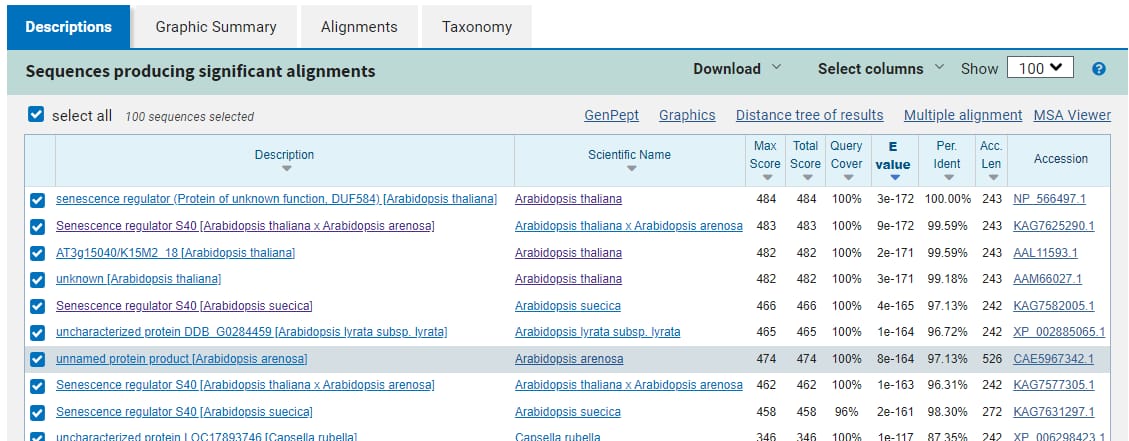 Descriptions Graphic Summary Alignments Taxonomy
Sequences producing significant alignments Download Select columns Show 100 ?
select all 100 sequences selected GenPept Graphics Distance tree of results Multiple alignment MSA Viewer
Description Scientific Name Max Score Total Score Query Cover E value Per. Ident Acc. Len Accession
senescence regulator (Protein of unknown function, DUF584) [Arabidopsis thaliana] Arabidopsis thaliana 484 484 100% 3e-172 100.00% 243 NP_566497.1
Senescence regulator S40 [Arabidopsis thaliana x Arabidopsis arenosa] Arabidopsis thaliana x Arabidopsis arenosa 483 483 100% 9e-172 99.59% 243 KAG7625290.1
AT3g15040/K15M2_18 [Arabidopsis thaliana] Arabidopsis thaliana 482 482 100% 2e-171 99.59% 243 AAL11593.1
unknown [Arabidopsis thaliana] Arabidopsis thaliana 482 482 100% 3e-171 99.18% 243 AAM66027.1
Senescence regulator S40 [Arabidopsis suecica] Arabidopsis suecica 466 466 100% 4e-165 97.13% 242 KAG7582005.1
uncharacterized protein DDB_G0284459 [Arabidopsis lyrata subsp. lyrata] Arabidopsis lyrata subsp. lyrata 465 465 100% 1e-164 96.72% 242 XP_002885065.1
unnamed protein product [Arabidopsis arenosa] Arabidopsis arenosa 474 474 100% 8e-164 97.13% 526 CAE5967342.1
Senescence regulator S40 [Arabidopsis thaliana x Arabidopsis arenosa] Arabidopsis thaliana x Arabidopsis arenosa 462 462 100% 1e-163 96.31% 242 KAG7577305.1
Senescence regulator S40 [Arabidopsis suecica] Arabidopsis suecica 458 458 96% 2e-161 98.30% 272 KAG7631297.1
uncharacterized protein LOC17893746 [Capsella rubella] Capsella rubella 346 346 100% 1e-117 87.35% 242 XP_006298423.1